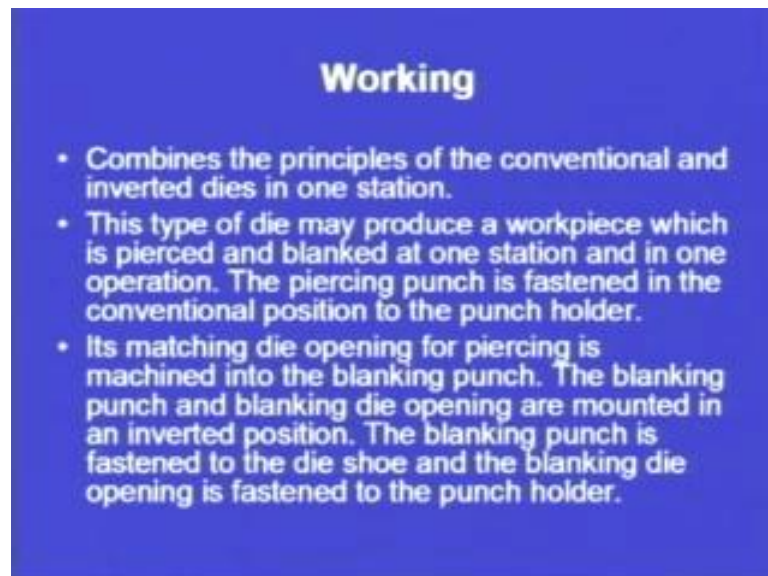 Working
• Combines the principles of the conventional and
inverted dies in one station.
• This type of die may produce a workpiece which
is pierced and blanked at one station and in one
operation. The piercing punch is fastened in the
conventional position to the punch holder.
• Its matching die opening for piercing is
machined into the blanking punch. The blanking
punch and blanking die opening are mounted in
an inverted position. The blanking punch is
fastened to the die shoe and the blanking die
opening is fastened to the punch holder.